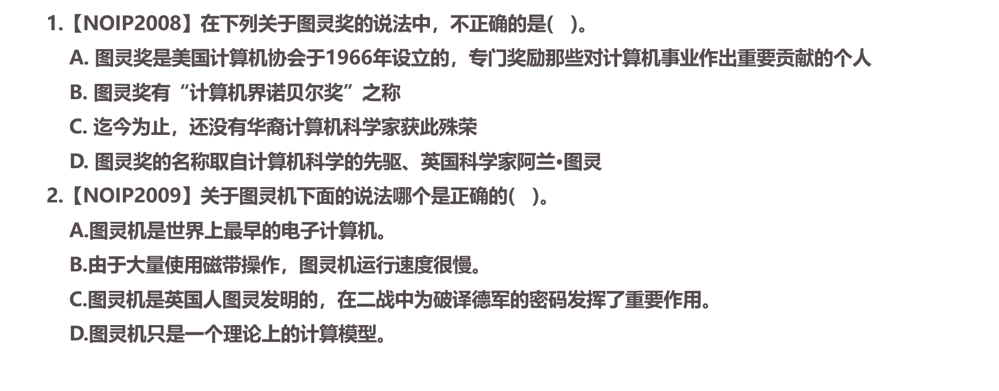 1.【NOIP2008】在下列关于图灵奖的说法中，不正确的是(   )。
A. 图灵奖是美国计算机协会于1966年设立的，专门奖励那些对计算机事业作出重要贡献的个人
B. 图灵奖有“计算机界诺贝尔奖”之称
C. 迄今为止，还没有华裔计算机科学家获此殊荣
D. 图灵奖的名称取自计算机科学的先驱、英国科学家阿兰•图灵
2.【NOIP2009】关于图灵机下面的说法哪个是正确的(   )。
A.图灵机是世界上最早的电子计算机。
B.由于大量使用磁带操作，图灵机运行速度很慢。
C.图灵机是英国人图灵发明的，在二战中为破译德军的密码发挥了重要作用。
D.图灵机只是一个理论上的计算模型。